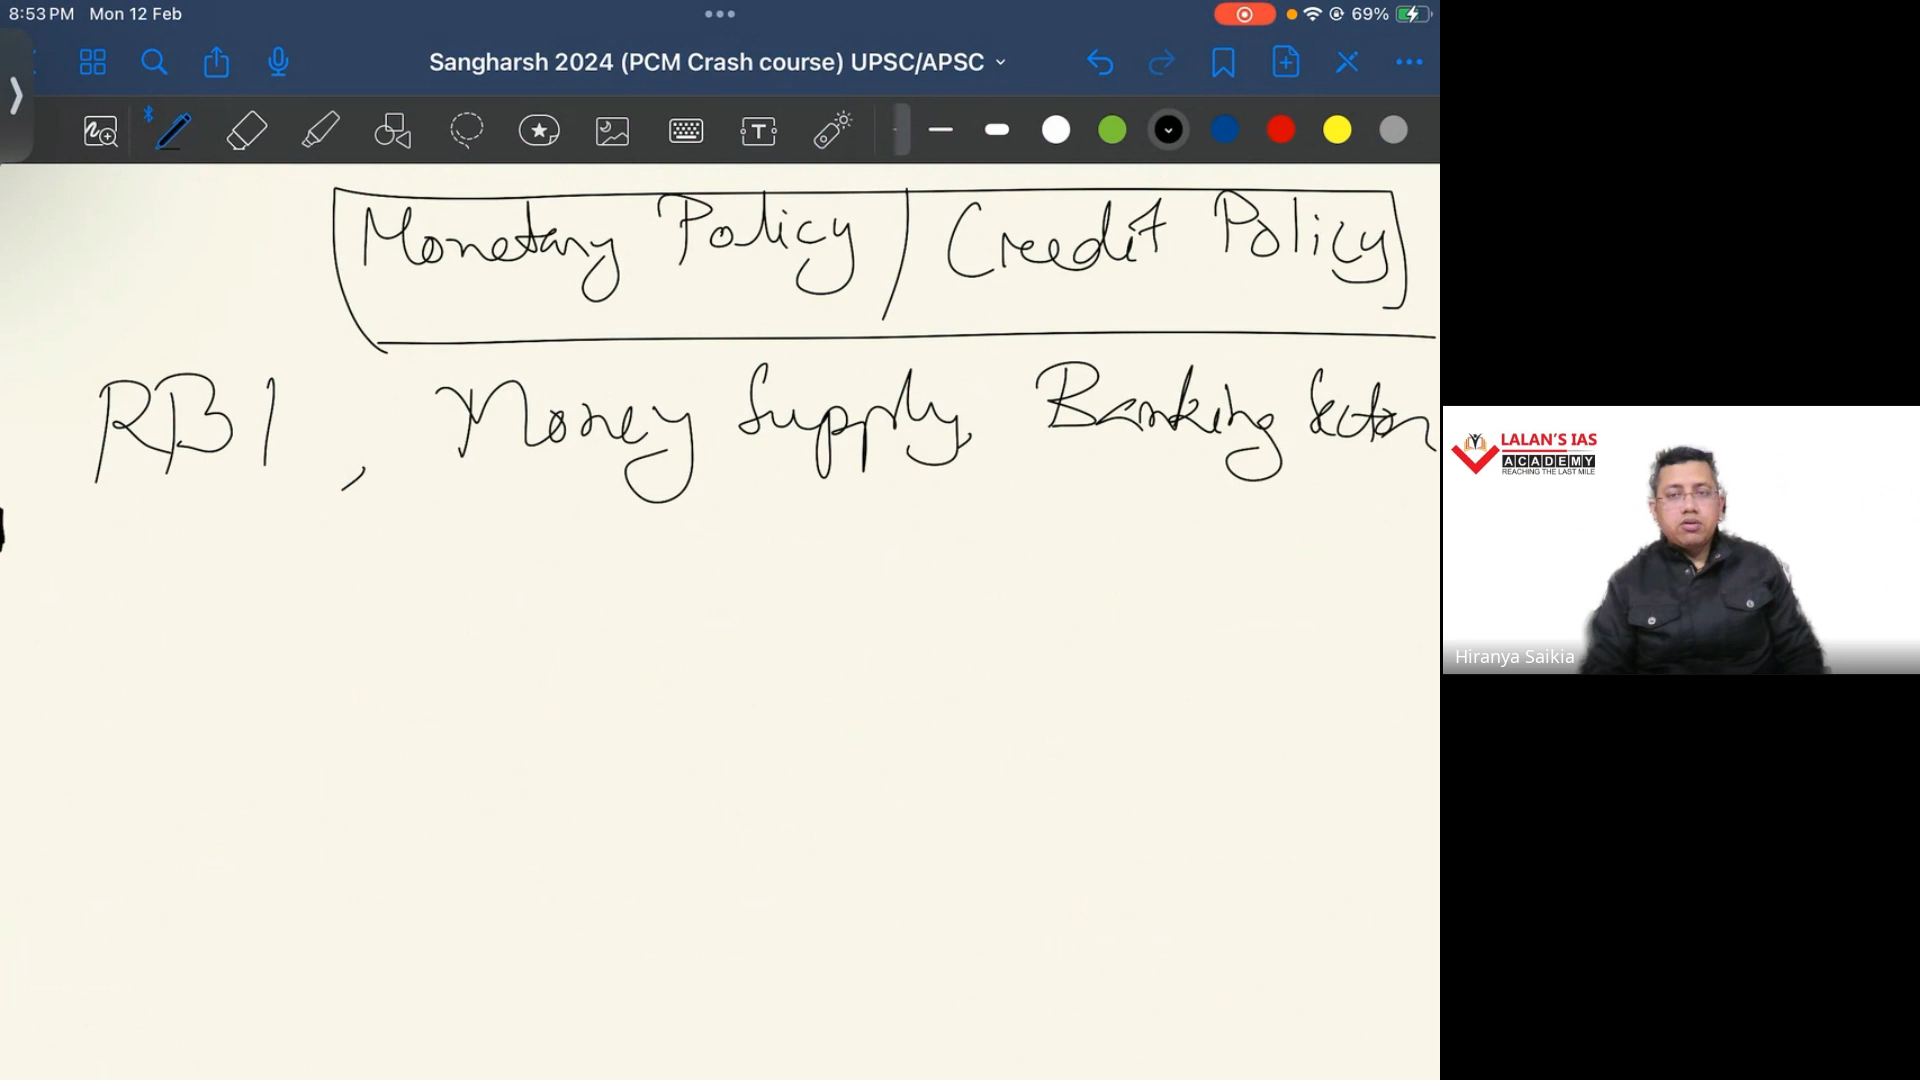 8:53 PM Mon 12 Feb
69%
Sangharsh 2024 (PCM Crash course) UPSC/APSC
T
Monetary Policy / Credit Policy
RBI, Money Supply, Banking Sector
LALAN'S IAS
ACADEMY
REACHING THE LAST MILE
Hiranya Saikia